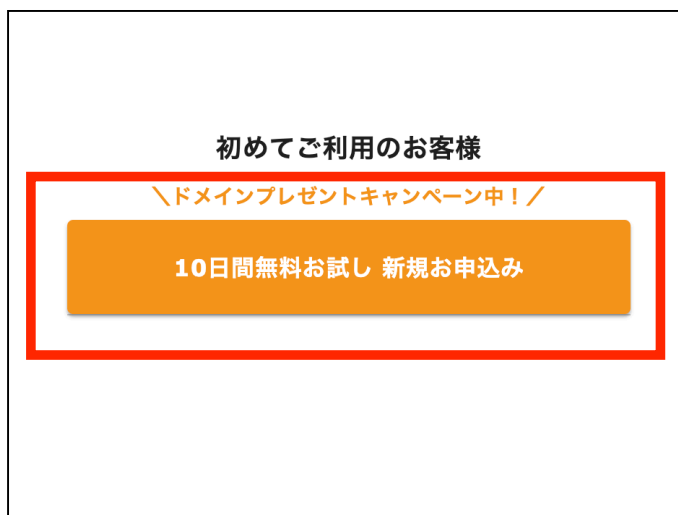 初めてご利用のお客様
＼ドメインプレゼントキャンペーン中！／
10日間無料お試し 新規お申込み